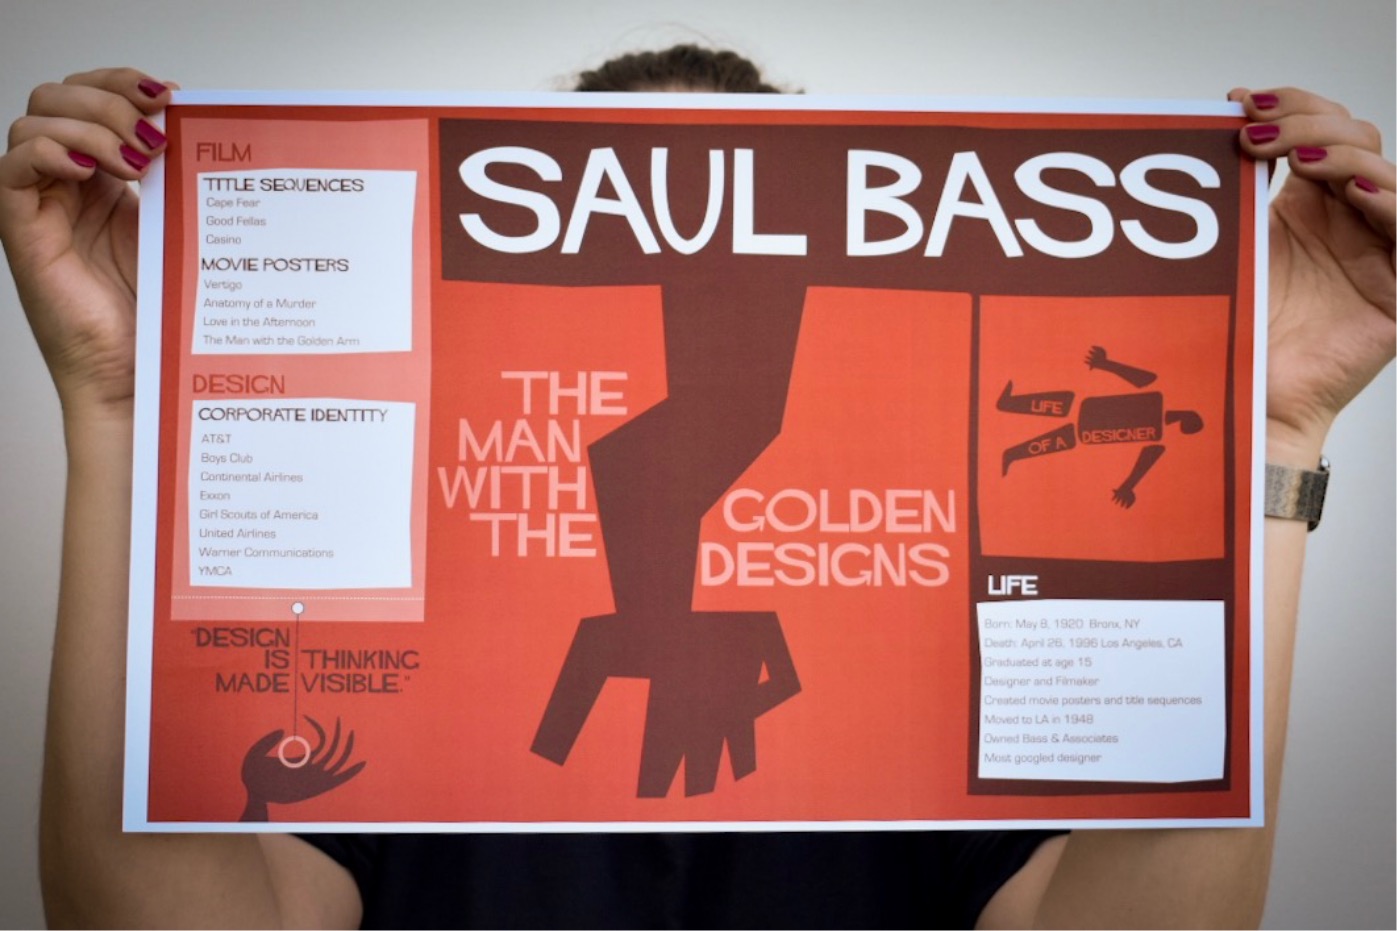 FILM
TITLE SEQUENCES
Cape Fear
Good Fellas
Casino
MOVIE POSTERS
Vertigo
Anatomy of a Murder
Love in the Afternoon
The Man with the Golden Arm
DESIGN
CORPORATE IDENTITY
AT&T
Boys Club
Continental Airlines
Exxon
Girl Scouts of America
United Airlines
Warner Communications
YMCA
"DESIGN
IS THINKING
MADE VISIBLE."
SAUL BASS
THE
MAN
WITH
THE
GOLDEN
DESIGNS
LIFE
OF A DESIGNER
LIFE
Born: May 8, 1920 Bronx, NY
Death: April 26, 1996 Los Angeles, CA
Graduated at age 15
Designer and Filmaker
Created movie posters and title sequences
Moved to LA in 1948
Owned Bass & Associates
Most googled designer